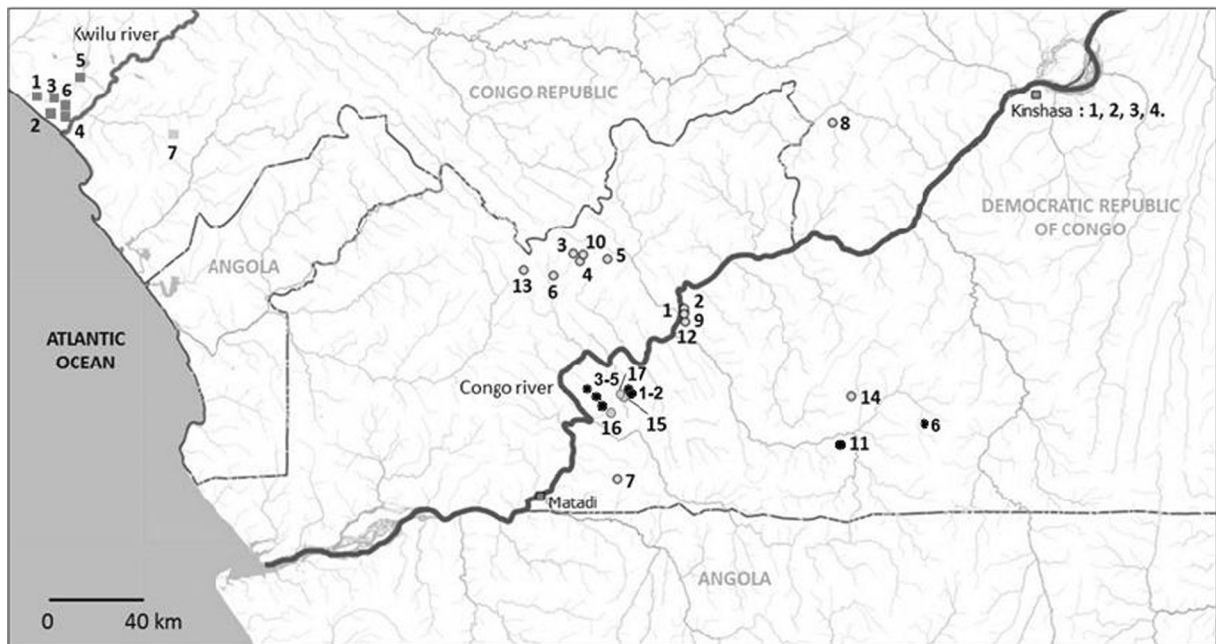 Kwilu river
5
1 3 6
2 4
7
CONGO REPUBLIC
8
Kinshasa : 1, 2, 3, 4.
DEMOCRATIC REPUBLIC
OF CONGO
ANGOLA
3 10
5
4
13 6
1 2
9
12
ATLANTIC
OCEAN
Congo river
3-5 17
1-2
15
16
14
6
11
7
Matadi
ANGOLA
0 40 km